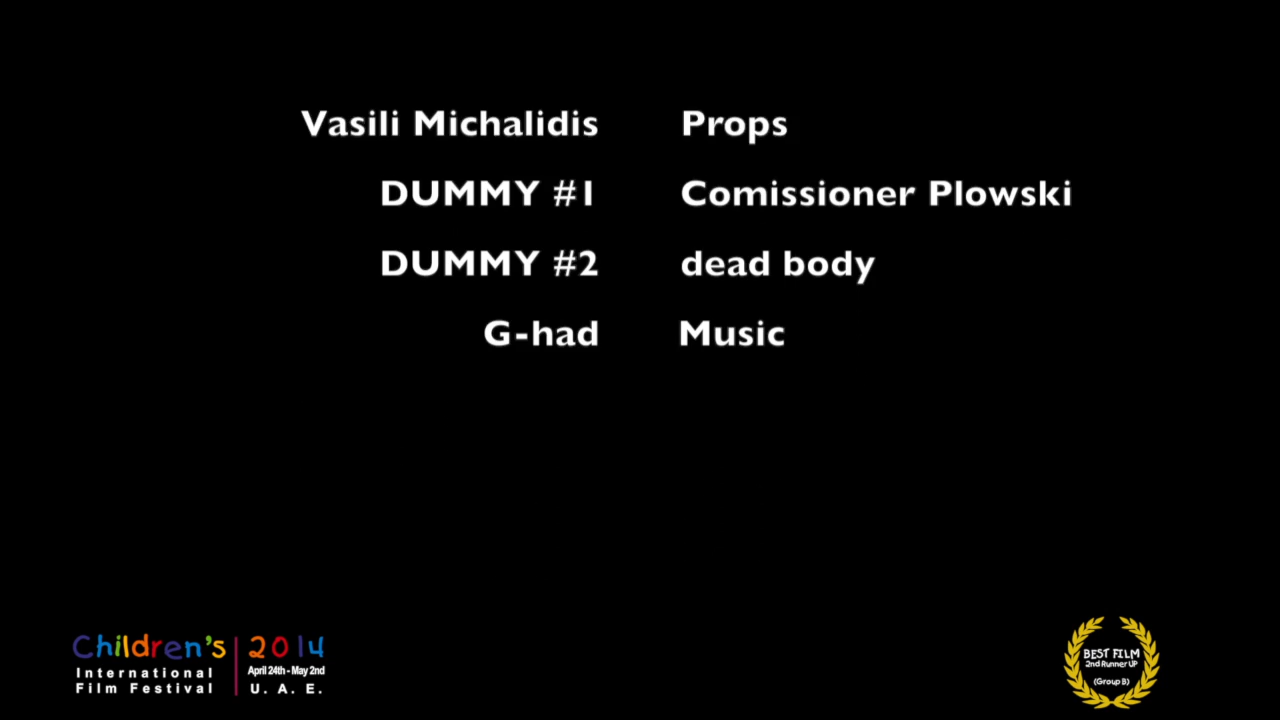 Vasili Michalidis Props
DUMMY #1 Comissioner Plowski
DUMMY #2 dead body
G-had Music
Children's 2014
International April 24th - May 2nd
Film Festival U. A. E.
BEST FILM
2nd Runner UP
(Group B)